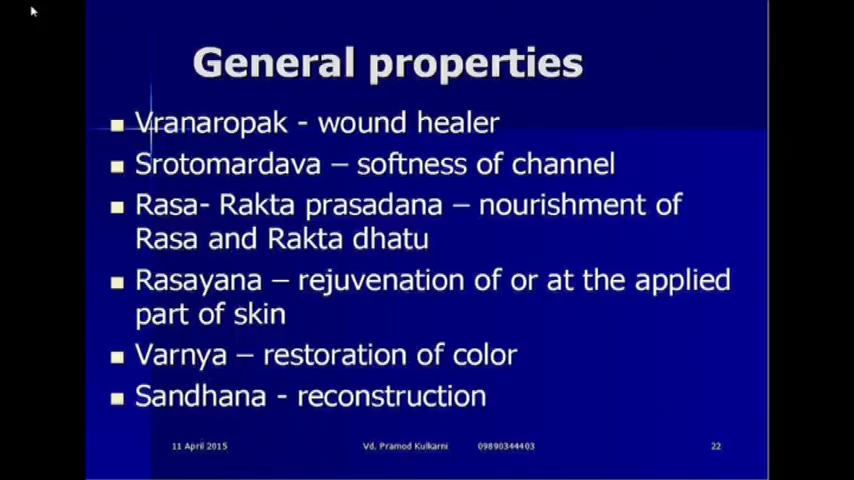 General properties
Vranaropak - wound healer
Srotomardava – softness of channel
Rasa- Rakta prasadana – nourishment of
Rasa and Rakta dhatu
Rasayana – rejuvenation of or at the applied
part of skin
Varnya – restoration of color
Sandhana - reconstruction
11 April 2015 Vd. Pramod Kulkarni 09890344403 22